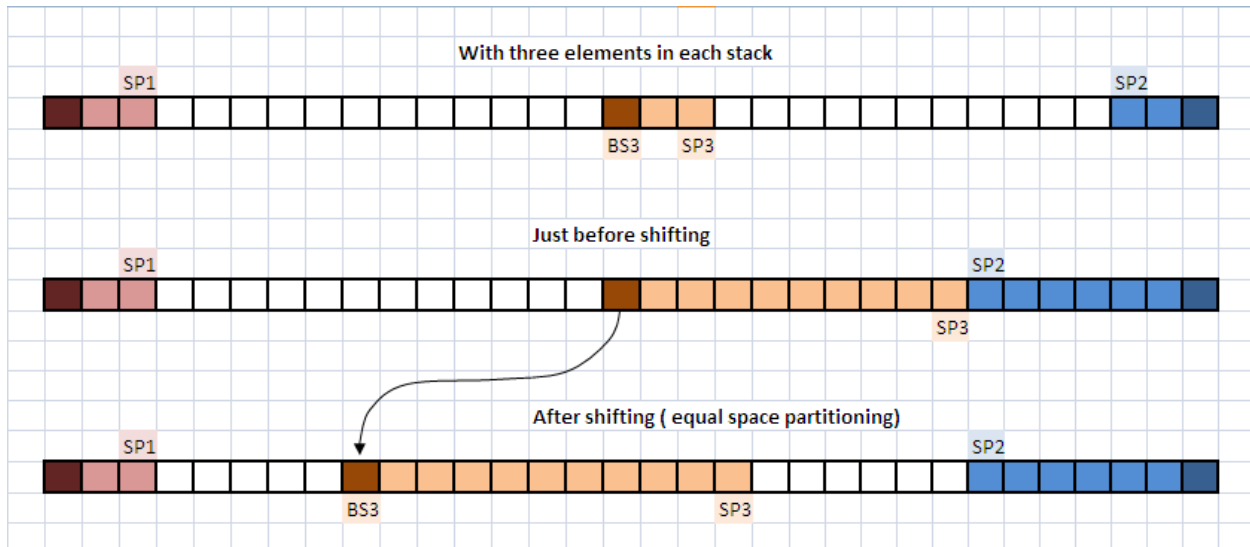 With three elements in each stack
SP1 SP2
BS3 SP3
Just before shifting
SP1 SP2
SP3
After shifting ( equal space partitioning)
SP1 SP2
BS3 SP3